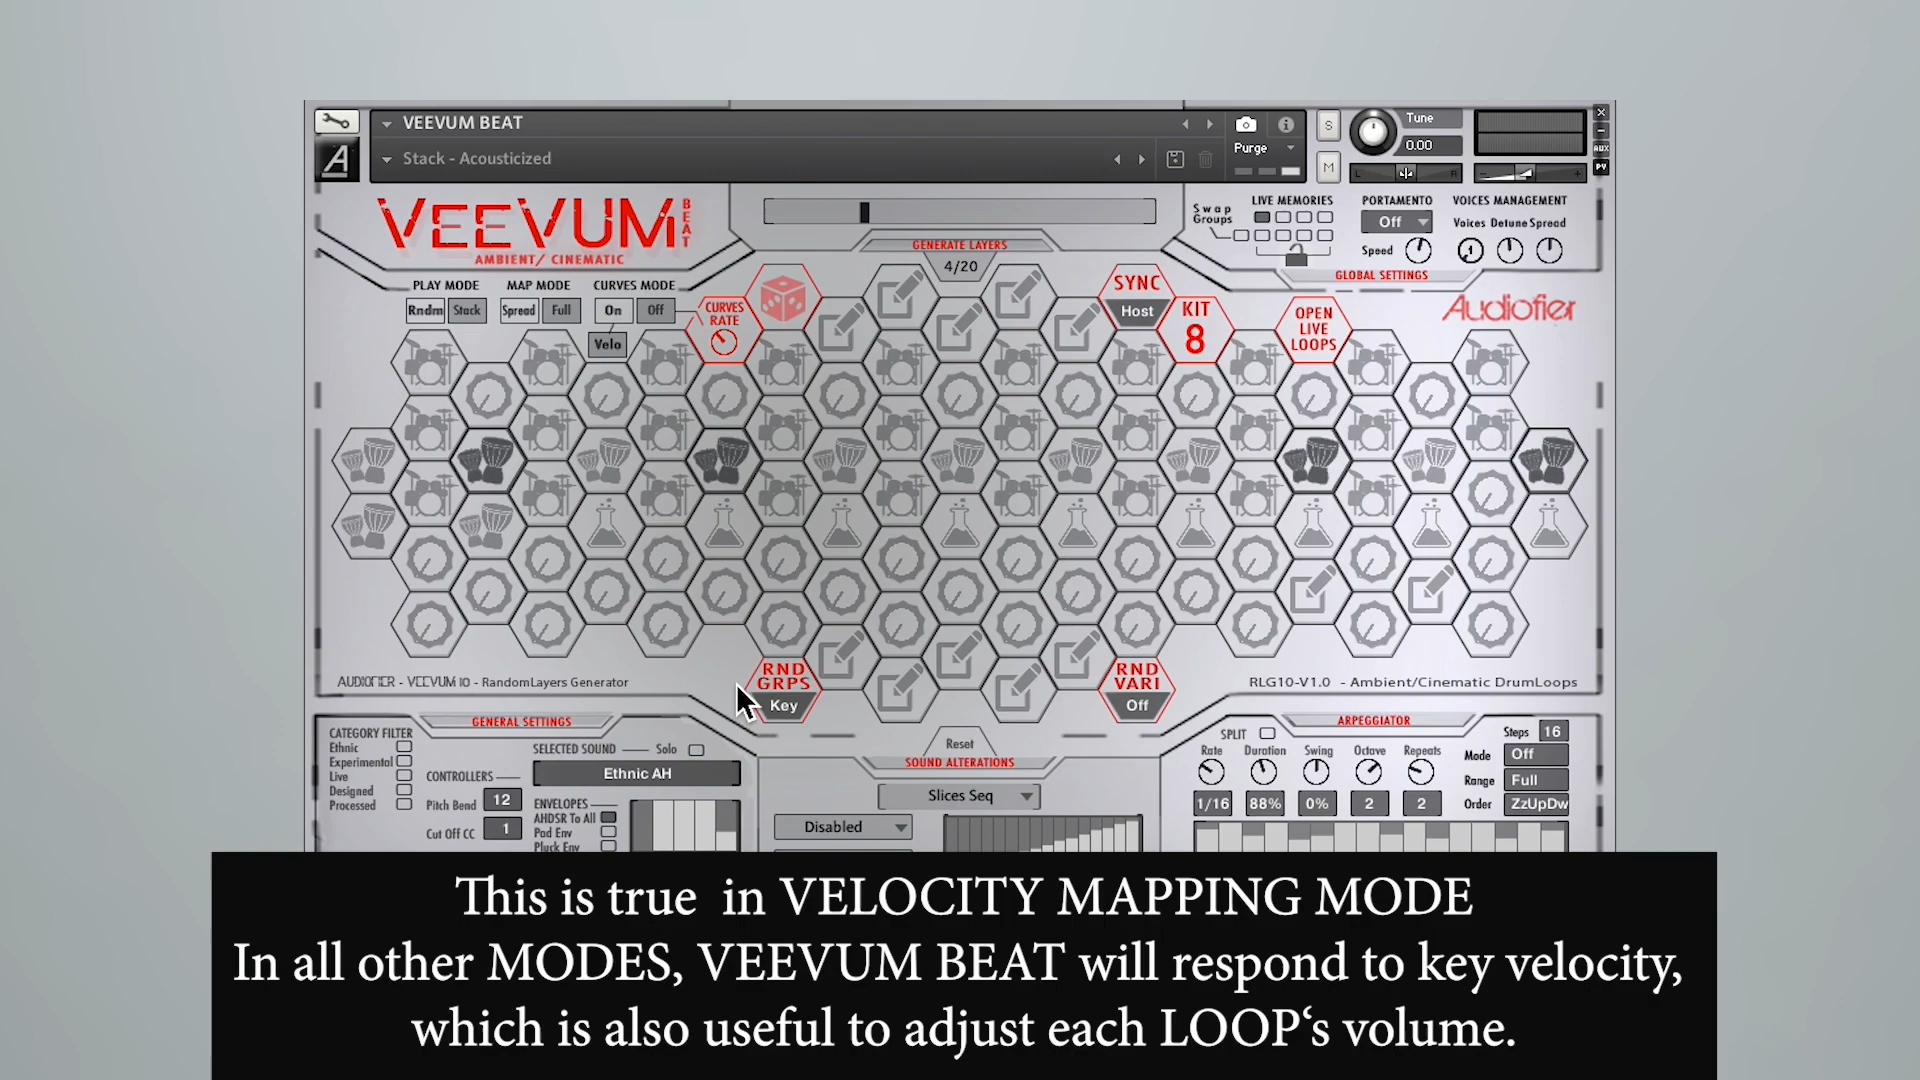 VEEVUM BEAT
Stack - Acousticized
Purge
S
M
Tune
0.00
L
R
- +
AUX
PV
VEEVUM BEAT
AMBIENT/ CINEMATIC
GENERATE LAYERS
4/20
Swap Groups
LIVE MEMORIES
PORTAMENTO
Off
Speed
VOICES MANAGEMENT
Voices Detune Spread
GLOBAL SETTINGS
PLAY MODE
Rndm Stack
MAP MODE
Spread Full
CURVES MODE
On Off
Velo
CURVES
RATE
SYNC
Host
KIT
8
OPEN
LIVE
LOOPS
Audiofier
RND
GRPS
Key
RND
VARI
Off
AUDIOFIER - VEEVUM IO - RandomLayers Generator
RLG10-V1.0 - Ambient/Cinematic DrumLoops
GENERAL SETTINGS
CATEGORY FILTER
Ethnic
Experimental
Live
Designed
Processed
CONTROLLERS
Pitch Bend 12
Cut Off CC 1
SELECTED SOUND Solo
Ethnic AH
ENVELOPES
AHDSR To All
Pad Env
Pluck Env
Reset
SOUND ALTERATIONS
Slices Seq
Disabled
ARPEGGIATOR
SPLIT
Steps 16
Rate Duration Swing Octave Repeats
1/16 88% 0% 2 2
Mode Off
Range Full
Order ZzUpDw
This is true in VELOCITY MAPPING MODE
In all other MODES, VEEVUM BEAT will respond to key velocity,
which is also useful to adjust each LOOP‘s volume.